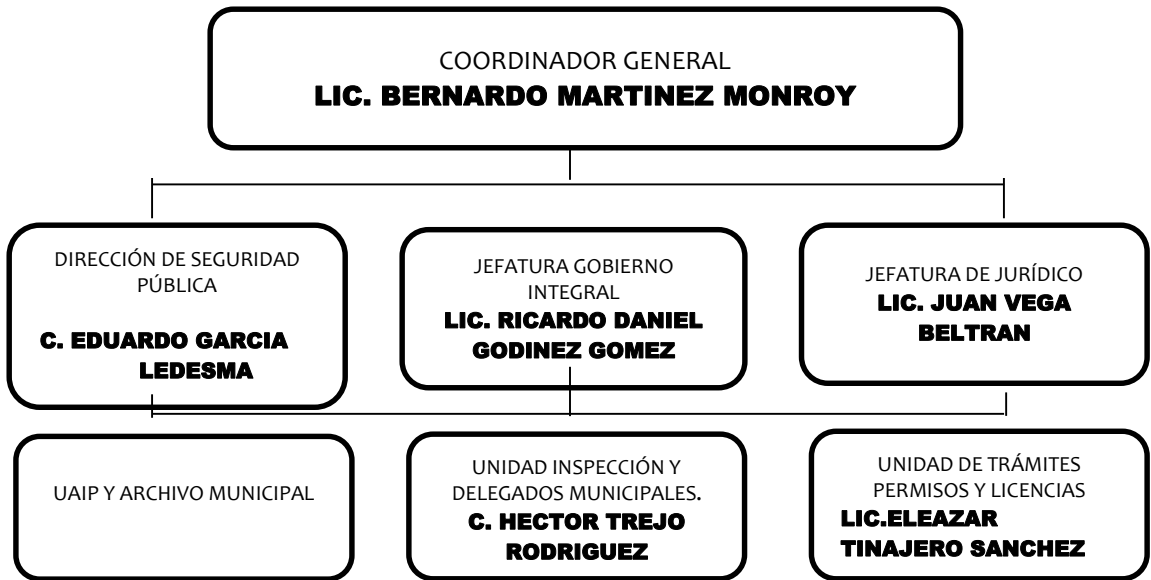 COORDINADOR GENERAL
LIC. BERNARDO MARTINEZ MONROY
DIRECCIÓN DE SEGURIDAD
PÚBLICA
C. EDUARDO GARCIA
LEDESMA
JEFATURA GOBIERNO
INTEGRAL
LIC. RICARDO DANIEL
GODINEZ GOMEZ
JEFATURA DE JURÍDICO
LIC. JUAN VEGA
BELTRAN
UAIP Y ARCHIVO MUNICIPAL
UNIDAD INSPECCIÓN Y
DELEGADOS MUNICIPALES.
C. HECTOR TREJO
RODRIGUEZ
UNIDAD DE TRÁMITES
PERMISOS Y LICENCIAS
LIC.ELEAZAR
TINAJERO SANCHEZ